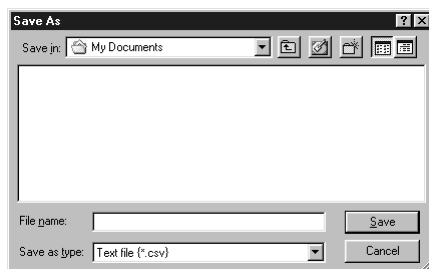 Save As
Save in: My Documents
File name:
Save
Save as type: Text file {*.csv}
Cancel